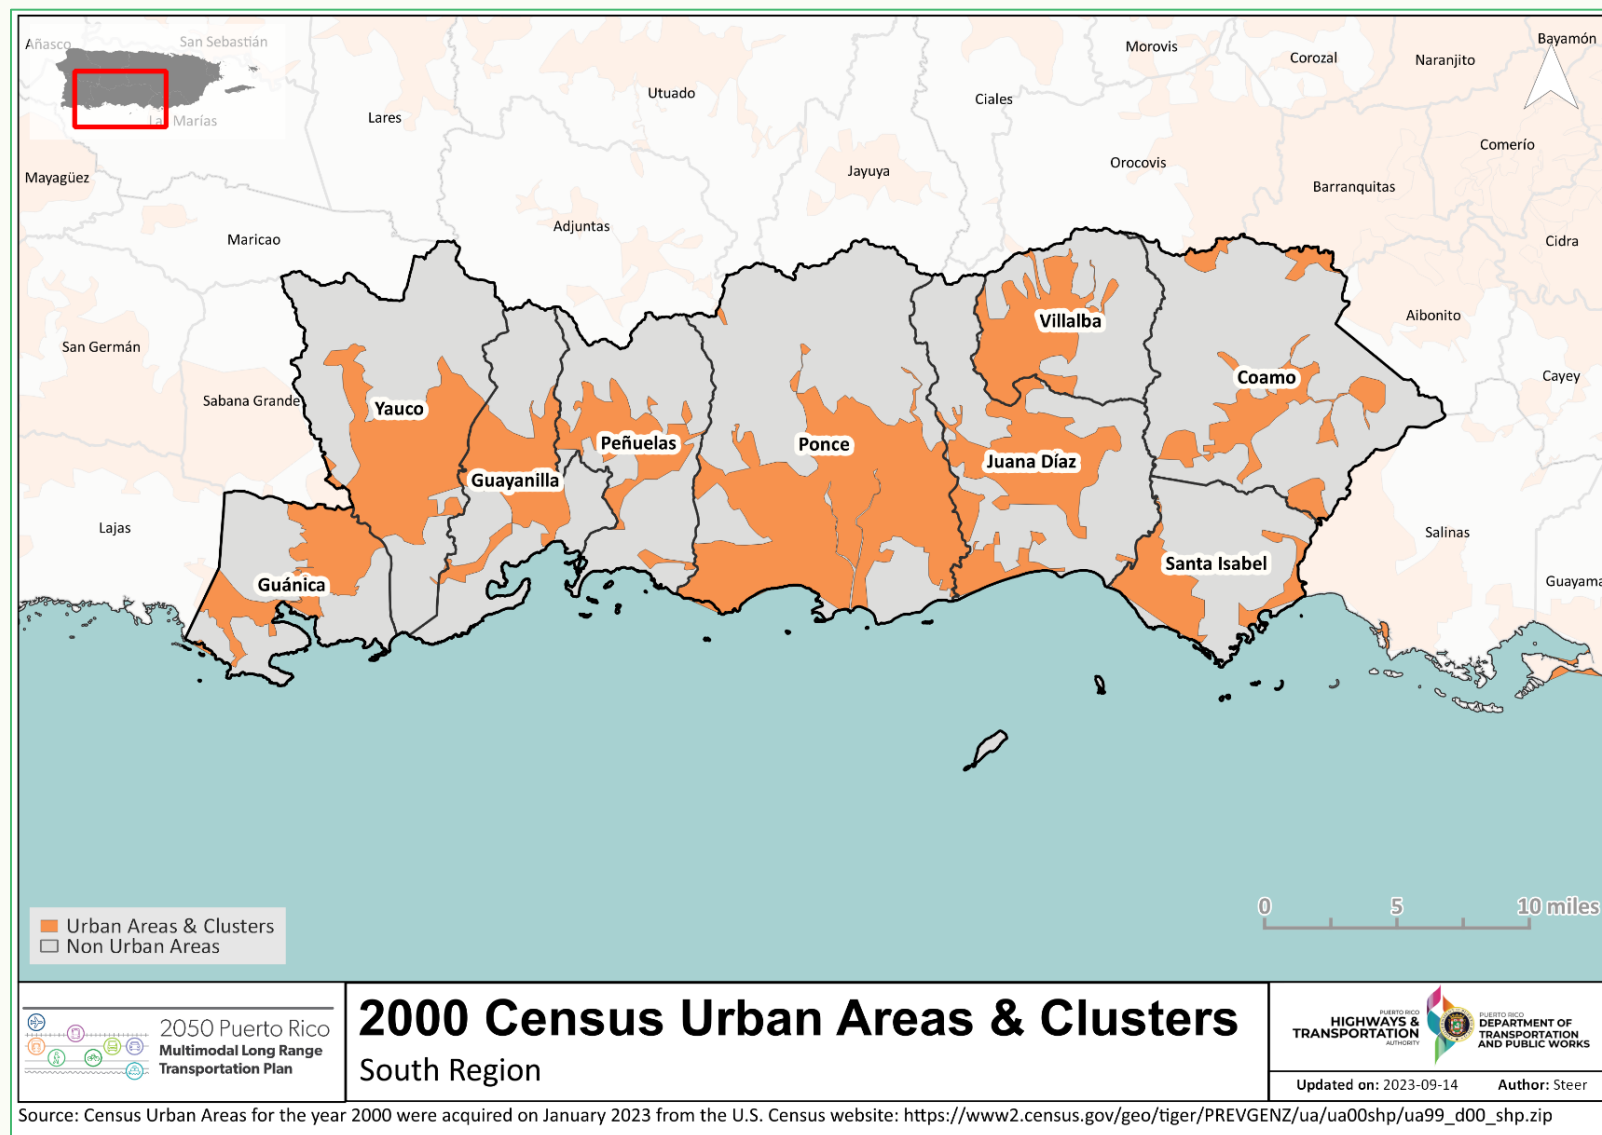 Añasco
San Sebastián
Las Marías
Mayagüez
Lares
Utuado
Morovis
Corozal
Naranjito
Bayamón
Ciales
Comerío
Orocovis
Barranquitas
Jayuya
Adjuntas
Maricao
Cidra
San Germán
Sabana Grande
Aibonito
Cayey
Lajas
Salinas
Guayama
Villalba
Coamo
Yauco
Peñuelas
Ponce
Juana Díaz
Guayanilla
Guánica
Santa Isabel
0 5 10 miles
Urban Areas & Clusters
Non Urban Areas
2050 Puerto Rico
Multimodal Long Range
Transportation Plan
2000 Census Urban Areas & Clusters
South Region
PUERTO RICO
HIGHWAYS &
TRANSPORTATION
AUTHORITY
PUERTO RICO
DEPARTMENT OF
TRANSPORTATION
AND PUBLIC WORKS
Updated on: 2023-09-14 Author: Steer
Source: Census Urban Areas for the year 2000 were acquired on January 2023 from the U.S. Census website: https://www2.census.gov/geo/tiger/PREVGENZ/ua/ua00shp/ua99_d00_shp.zip